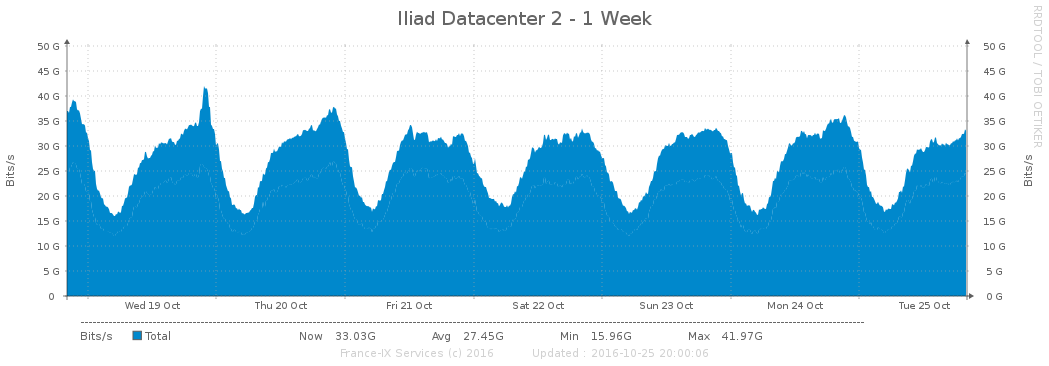 Iliad Datacenter 2 - 1 Week
RRDTOOL / TOBI OETIKER
50 G 50 G
45 G 45 G
40 G 40 G
35 G 35 G
30 G 30 G
25 G 25 G
20 G 20 G
15 G 15 G
10 G 10 G
5 G 5 G
0 0 G
Bits/s
Bits/s
Wed 19 Oct Thu 20 Oct Fri 21 Oct Sat 22 Oct Sun 23 Oct Mon 24 Oct Tue 25 Oct
Bits/s Total Now 33.03G Avg 27.45G Min 15.96G Max 41.97G
France-IX Services (c) 2016 Updated : 2016-10-25 20:00:06